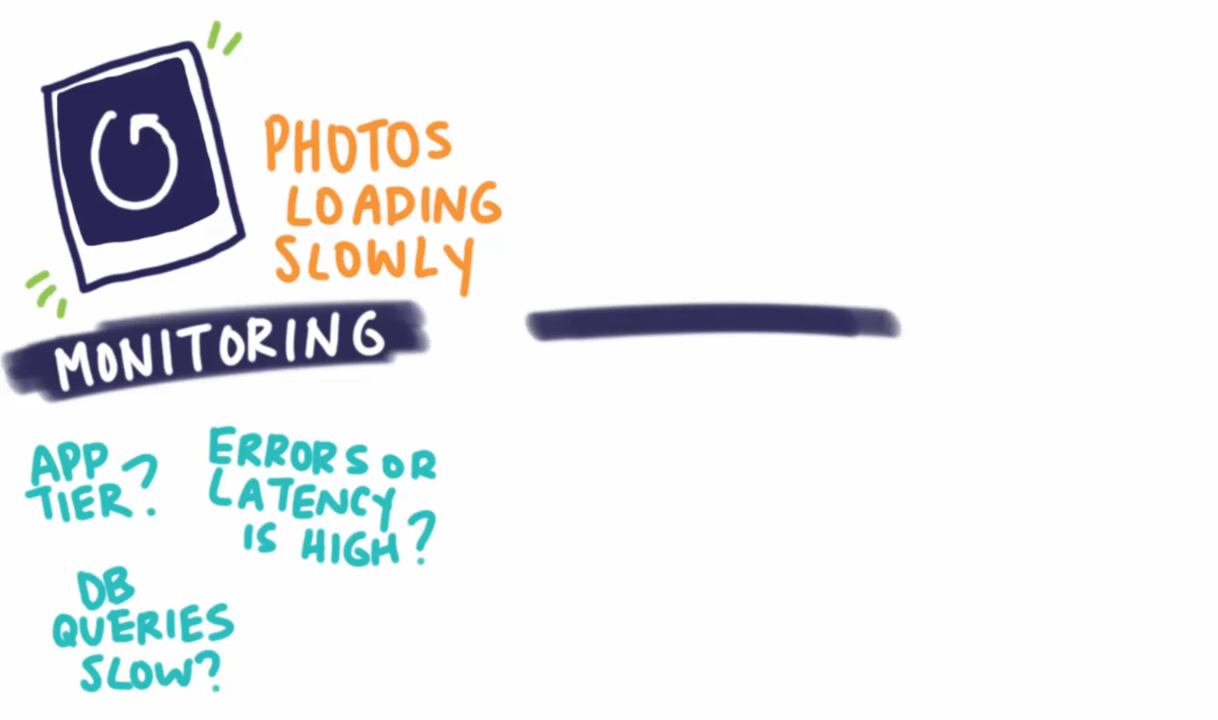 PHOTOS
LOADING
SLOWLY
MONITORING
APP
TIER?
ERRORS OR
LATENCY
IS HIGH?
DB
QUERIES
SLOW?